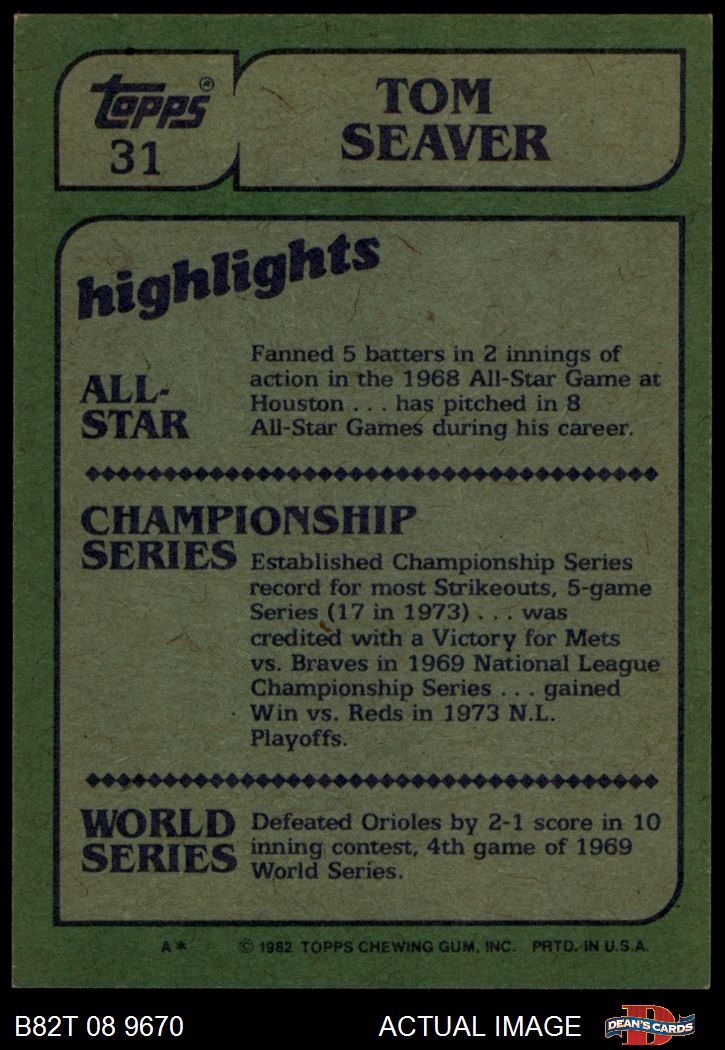 Topps®
31
TOM
SEAVER
highlights
ALL-
STAR
Fanned 5 batters in 2 innings of
action in the 1968 All-Star Game at
Houston . . . has pitched in 8
All-Star Games during his career.
CHAMPIONSHIP
SERIES
Established Championship Series
record for most Strikeouts, 5-game
Series (17 in 1973) . . . was
credited with a Victory for Mets
vs. Braves in 1969 National League
Championship Series . . . gained
Win vs. Reds in 1973 N.L.
Playoffs.
WORLD
SERIES
Defeated Orioles by 2-1 score in 10
inning contest, 4th game of 1969
World Series.
A* © 1982 TOPPS CHEWING GUM, INC. PRTD. IN U.S.A.
B82T 08 9670 ACTUAL IMAGE
D
DEAN'S CARDS